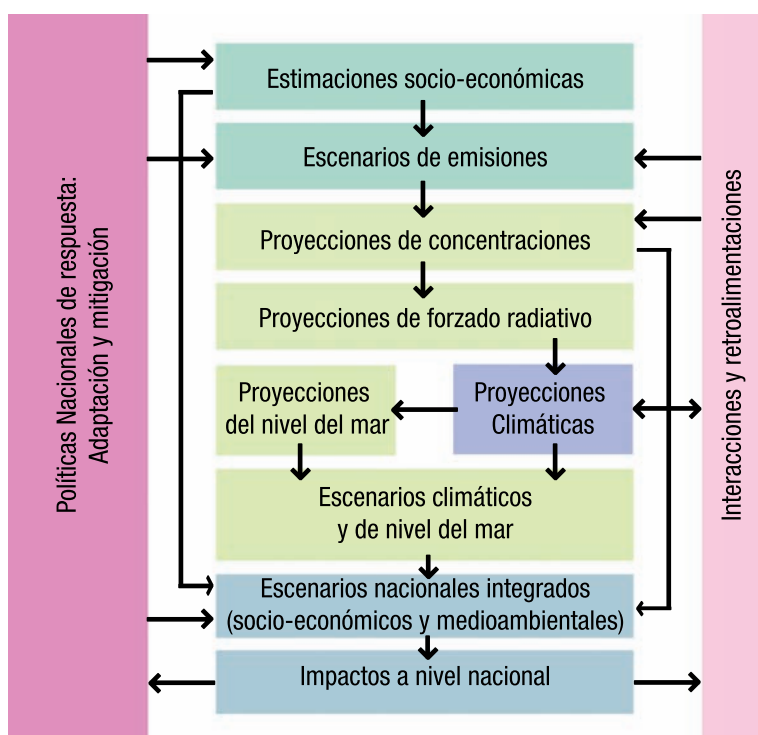 Políticas Nacionales de respuesta:
Adaptación y mitigación
Estimaciones socio-económicas
Escenarios de emisiones
Proyecciones de concentraciones
Proyecciones de forzado radiativo
Proyecciones
del nivel del mar
Proyecciones
Climáticas
Escenarios climáticos
y de nivel del mar
Escenarios nacionales integrados
(socio-económicos y medioambientales)
Impactos a nivel nacional
Interacciones y retroalimentaciones